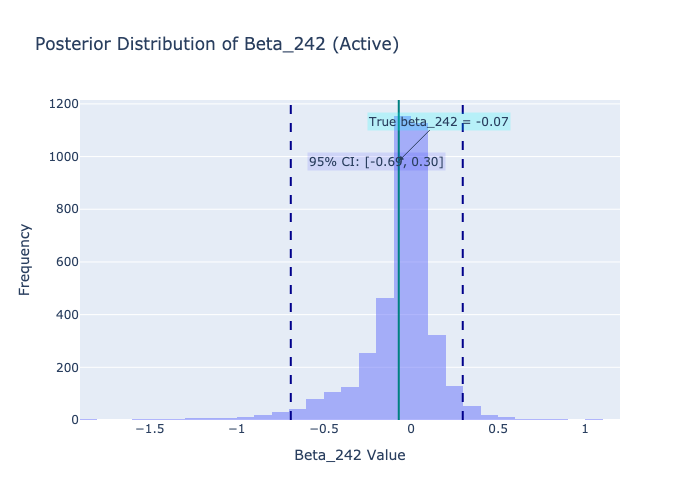 Posterior Distribution of Beta_242 (Active)
1200
True beta_242 = -0.07
1000
95% CI: [-0.69, 0.30]
800
600
400
200
0
Frequency
−1.5
−1
−0.5
0
0.5
1
Beta_242 Value